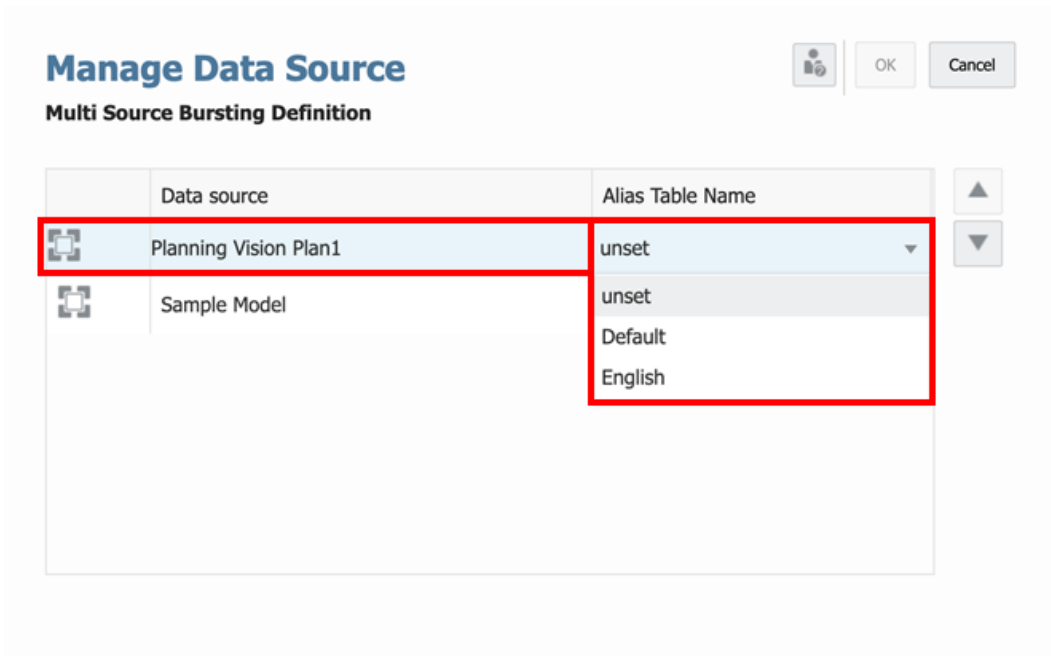 Manage Data Source
OK
Cancel
Multi Source Bursting Definition
Data source
Alias Table Name
Planning Vision Plan1
unset
Sample Model
unset
Default
English